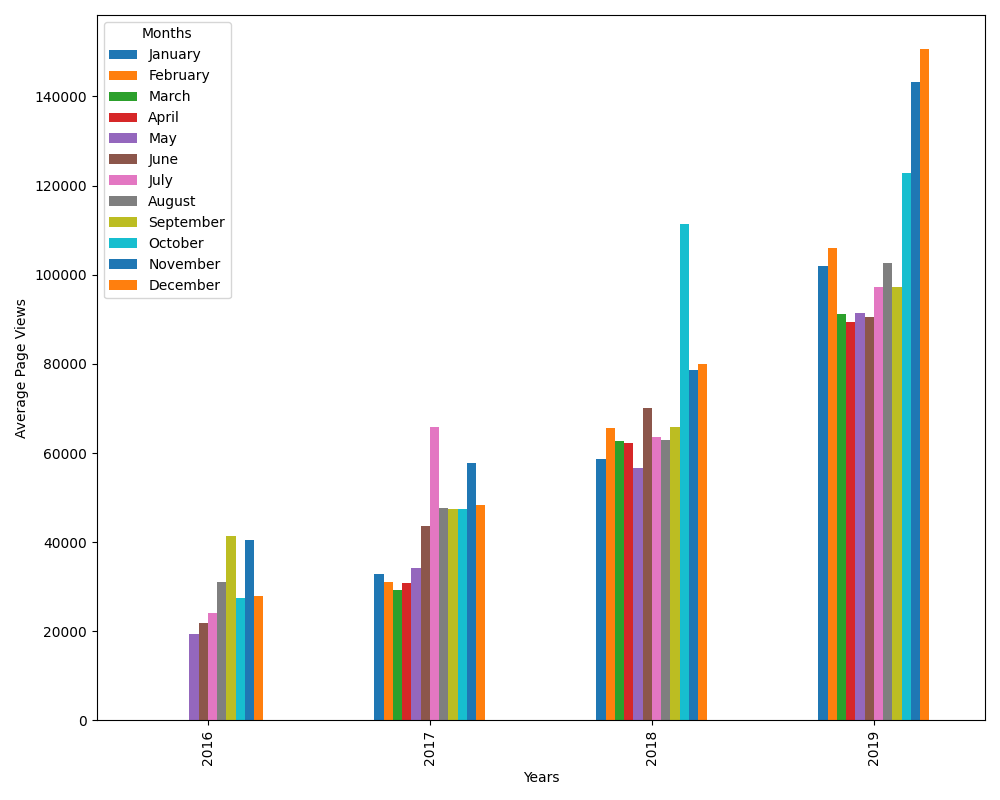 Months
January
February
March
April
May
June
July
August
September
October
November
December
Average Page Views
140000
120000
100000
80000
60000
40000
20000
0
2016
2017
2018
2019
Years